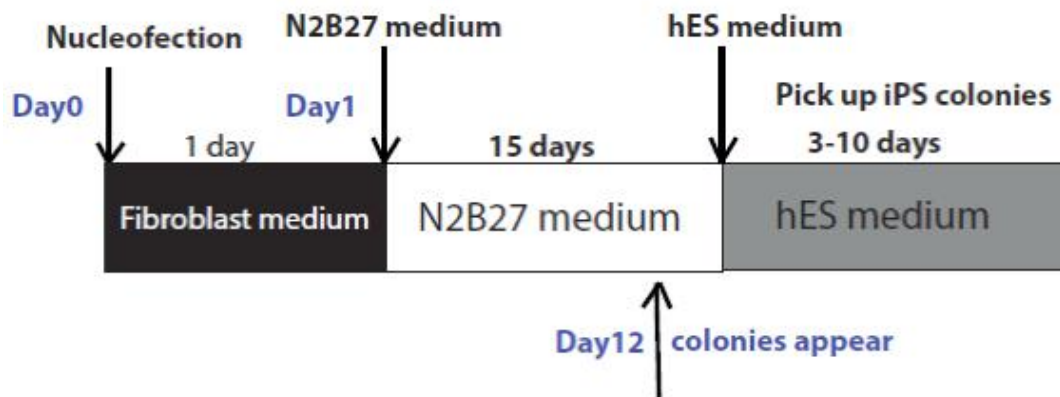 Nucleofection
N2B27 medium
hES medium
Day0
Day1
Pick up iPS colonies
1 day
15 days
3-10 days
Fibroblast medium
N2B27 medium
hES medium
Day12
colonies appear